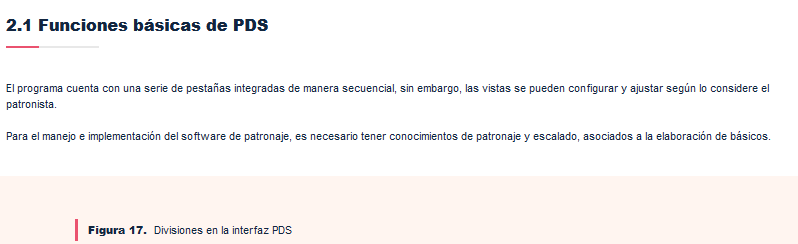 2.1 Funciones básicas de PDS
El programa cuenta con una serie de pestañas integradas de manera secuencial, sin embargo, las vistas se pueden configurar y ajustar según lo considere el
patronista.
Para el manejo e implementación del software de patronaje, es necesario tener conocimientos de patronaje y escalado, asociados a la elaboración de básicos.
Figura 17. Divisiones en la interfaz PDS